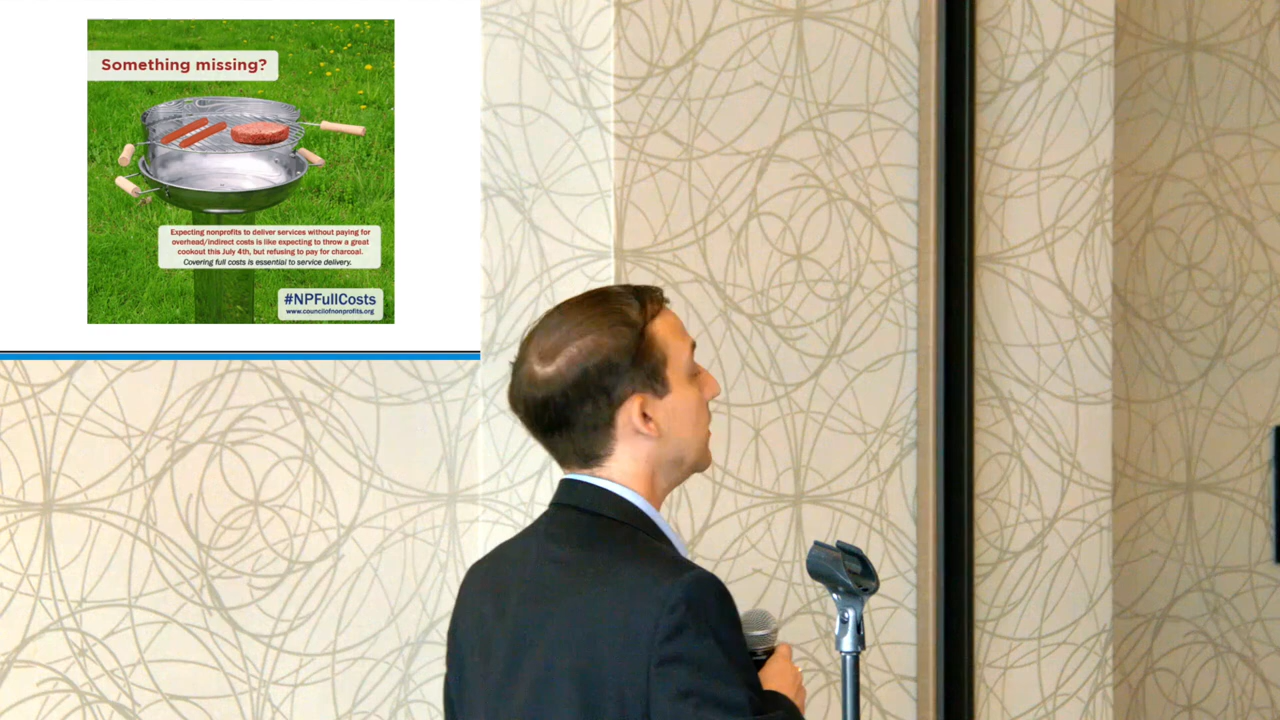 Something missing?
Expecting nonprofits to deliver services without paying for
overhead/indirect costs is like expecting to throw a great
cookout this July 4th, but refusing to pay for charcoal.
Covering full costs is essential to service delivery.
#NPFullCosts
www.councilofnonprofits.org